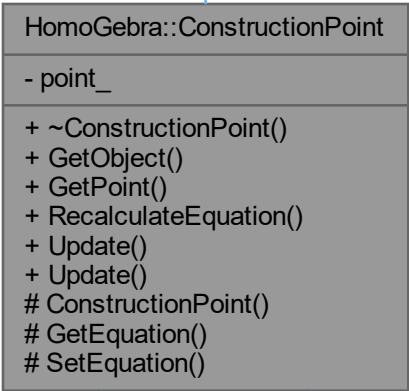 HomoGebra::ConstructionPoint
- point_
+ ~ConstructionPoint()
+ GetObject()
+ GetPoint()
+ RecalculateEquation()
+ Update()
+ Update()
# ConstructionPoint()
# GetEquation()
# SetEquation()